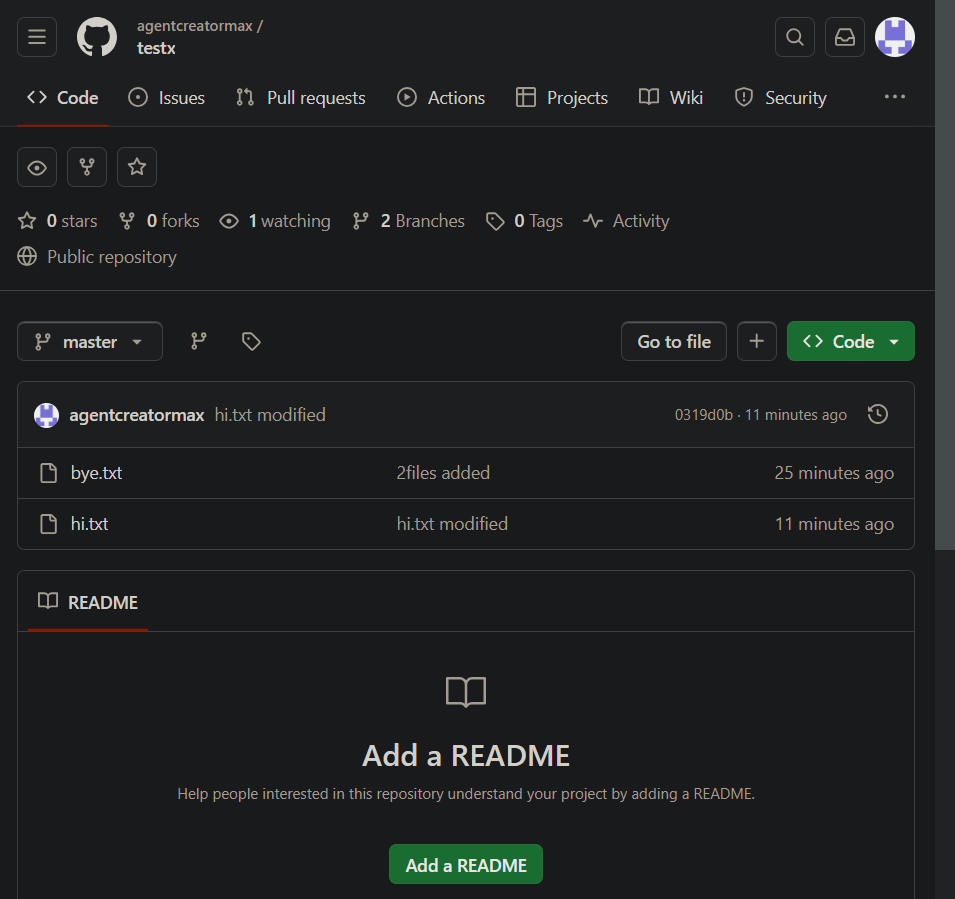 agentcreatormax /
testx
Code Issues Pull requests Actions Projects Wiki Security
0 stars 0 forks 1 watching 2 Branches 0 Tags Activity
Public repository
master Go to file Code
agentcreatormax hi.txt modified 0319d0b · 11 minutes ago
bye.txt 2files added 25 minutes ago
hi.txt hi.txt modified 11 minutes ago
README
Add a README
Help people interested in this repository understand your project by adding a README.
Add a README